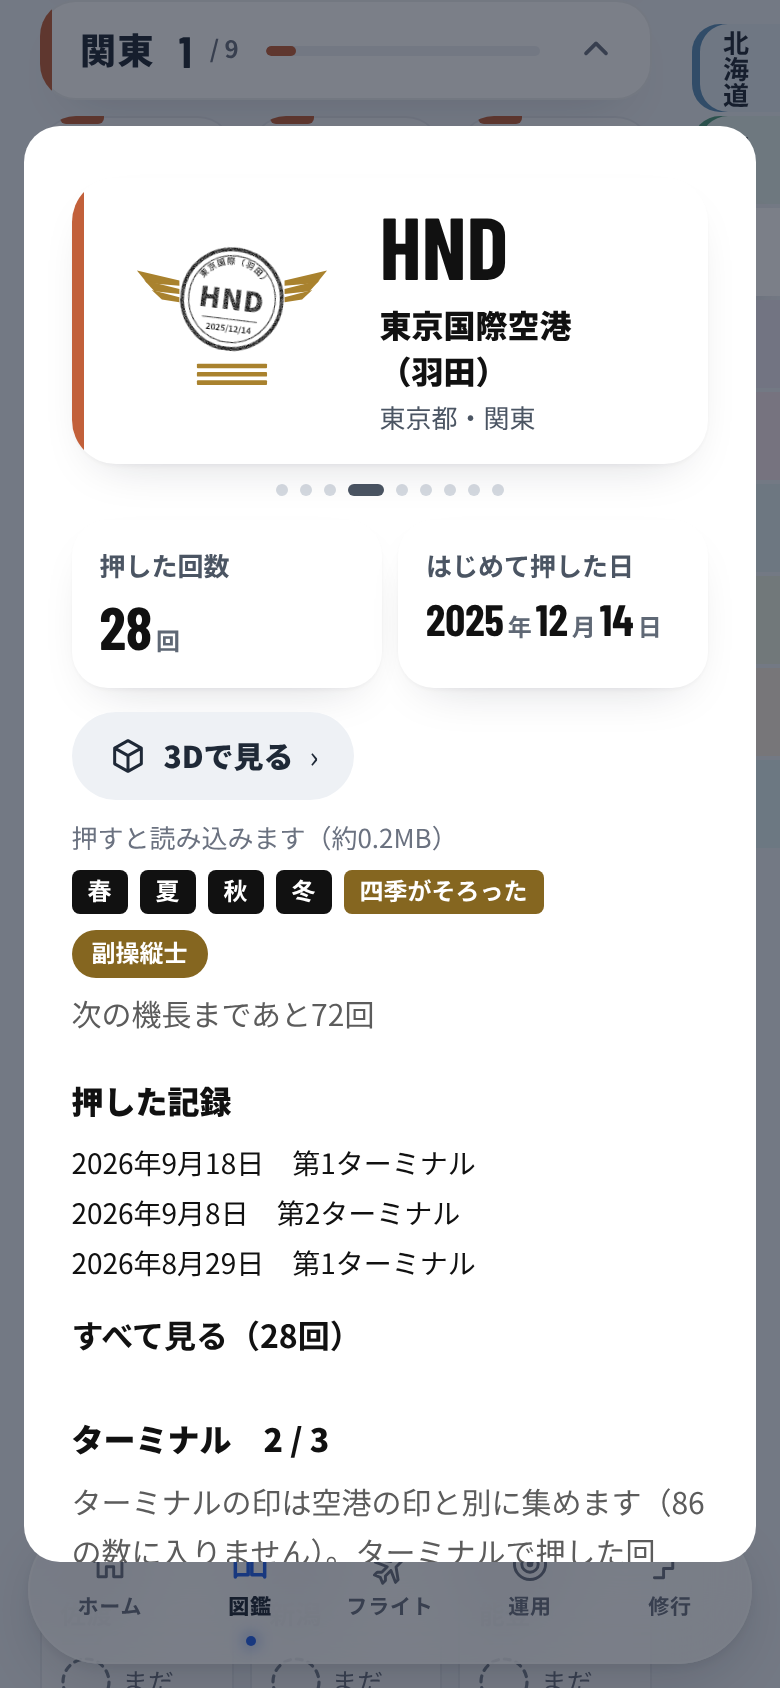 関東 1 / 9
北海道
東京国際（羽田）
HND
2025/12/14
HND
東京国際空港
（羽田）
東京都・関東
押した回数
28回
はじめて押した日
2025年12月14日
3Dで見る ›
押すと読み込みます（約0.2MB）
春 夏 秋 冬 四季がそろった
副操縦士
次の機長まであと72回
押した記録
2026年9月18日　第1ターミナル
2026年9月8日　第2ターミナル
2026年8月29日　第1ターミナル
すべて見る（28回）
ターミナル　2 / 3
ターミナルの印は空港の印と別に集めます（86
の数に入りません）。ターミナルで押した回
ホーム 図鑑 フライト 運用 修行
まだ まだ まだ